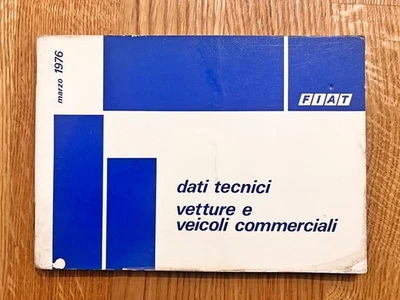 marzo 1976
FIAT
dati tecnici
vetture e
veicoli commerciali